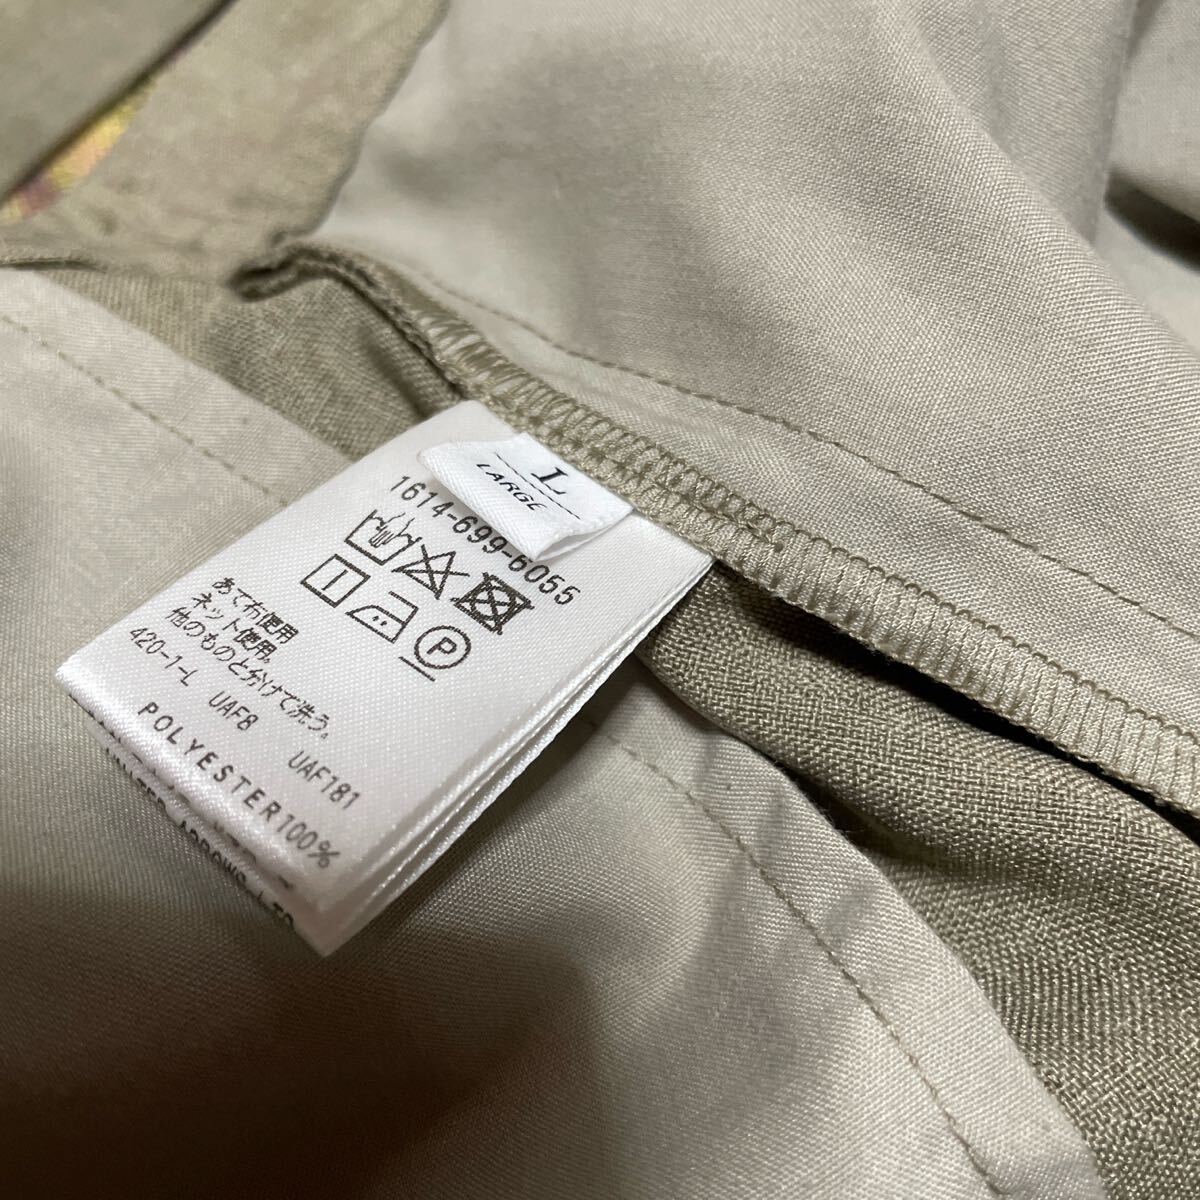 L
LARGE
1614-699-6055
P
あて布使用
ネット使用。
他のものと分けて洗う。
420-1-L UAF8 UAF181
POLYESTER100%